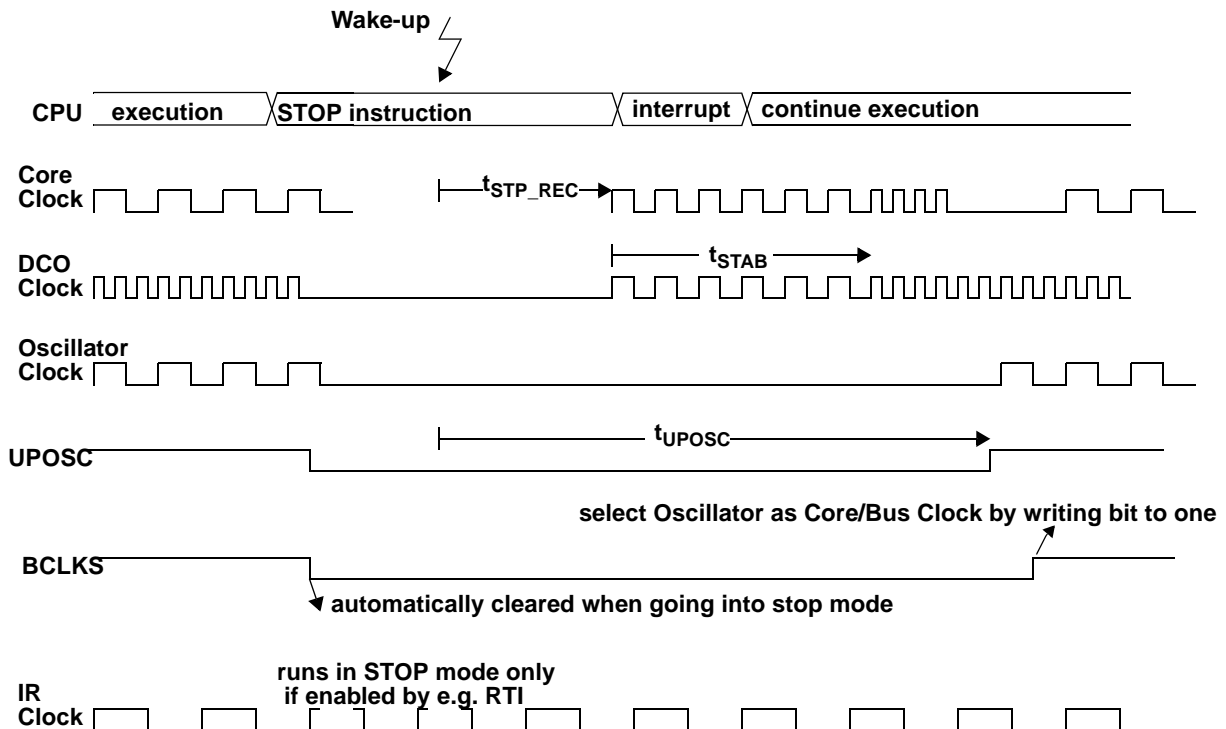 Wake-up
CPU execution STOP instruction interrupt continue execution
Core
Clock
tSTP_REC
DCO
Clock
tSTAB
Oscillator
Clock
tUPOSC
UPOSC
select Oscillator as Core/Bus Clock by writing bit to one
BCLKS
automatically cleared when going into stop mode
runs in STOP mode only
if enabled by e.g. RTI
IR
Clock